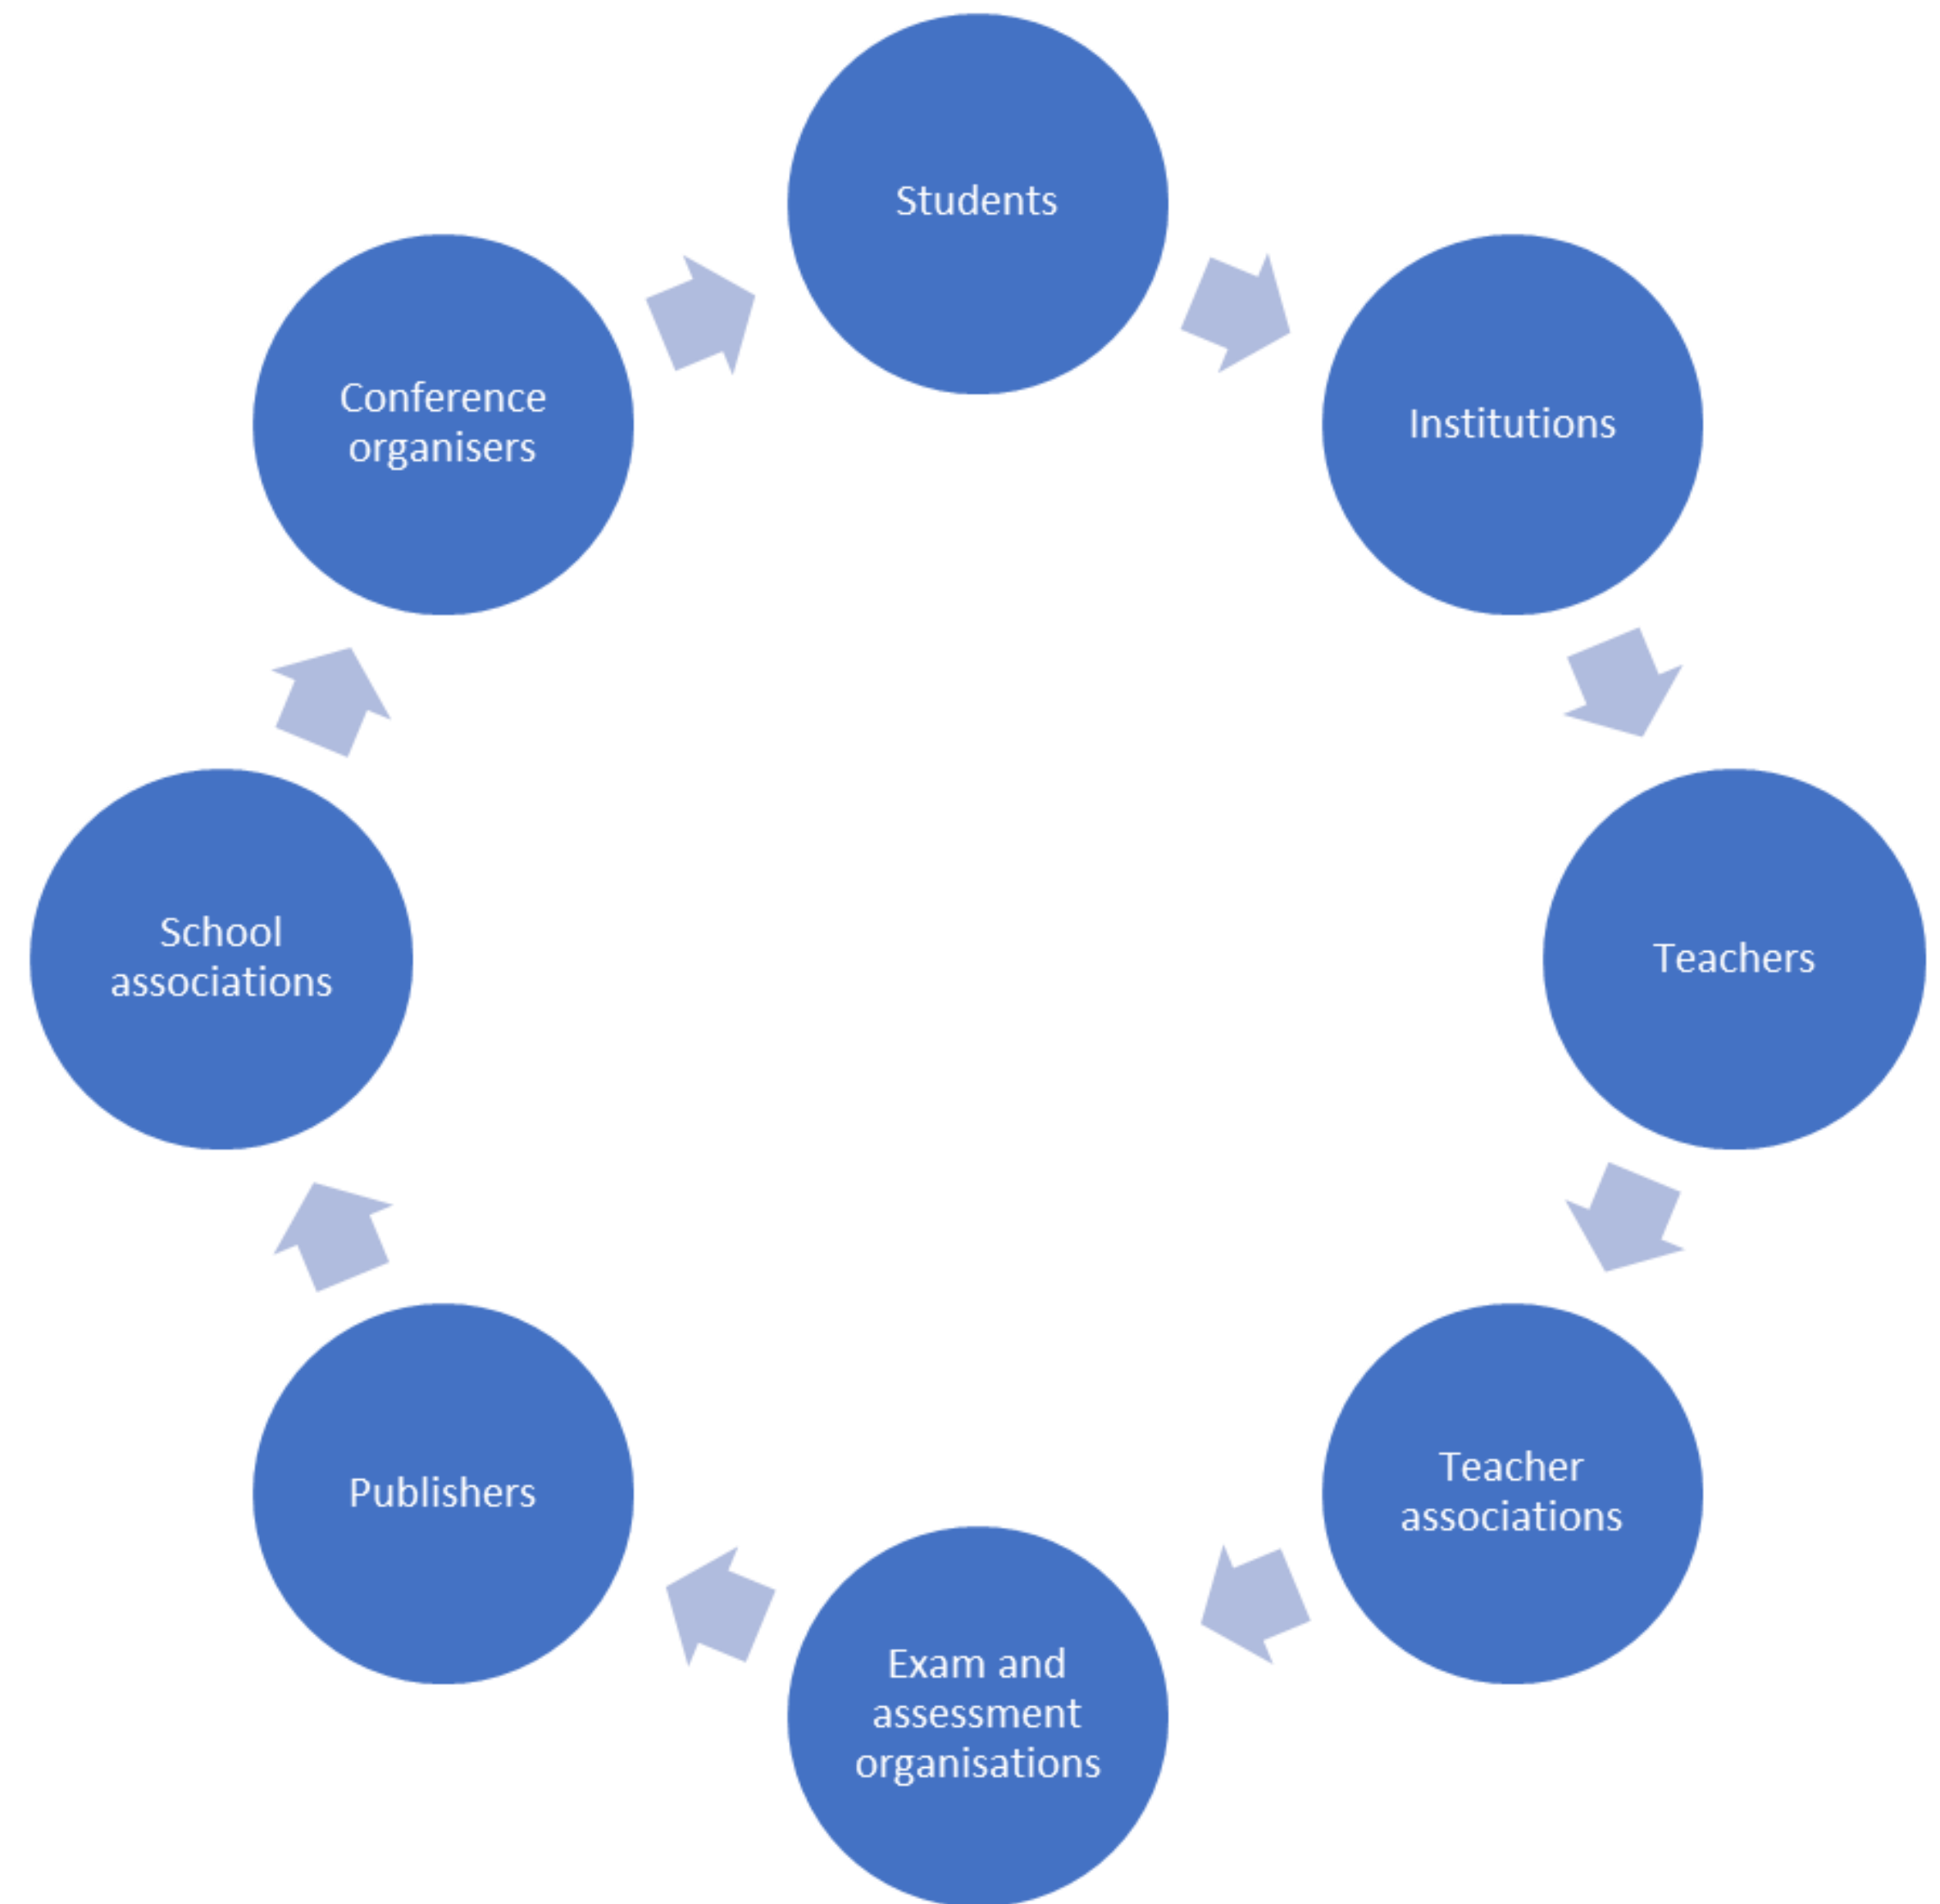 Students
Institutions
Teachers
Teacher
associations
Exam and
assessment
organisations
Publishers
School
associations
Conference
organisers